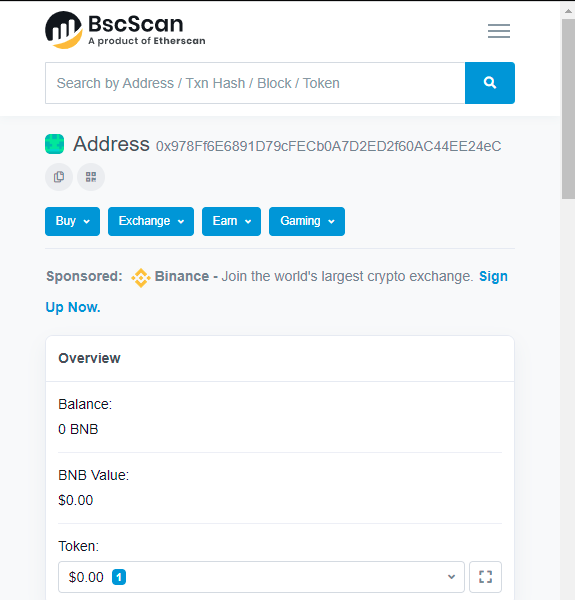 BscScan
A product of Etherscan
Search by Address / Txn Hash / Block / Token
Address 0x978Ff6E6891D79cFECb0A7D2ED2f60AC44EE24eC
Buy Exchange Earn Gaming
Sponsored: Binance - Join the world's largest crypto exchange. Sign
Up Now.
Overview
Balance:
0 BNB
BNB Value:
$0.00
Token:
$0.00 1